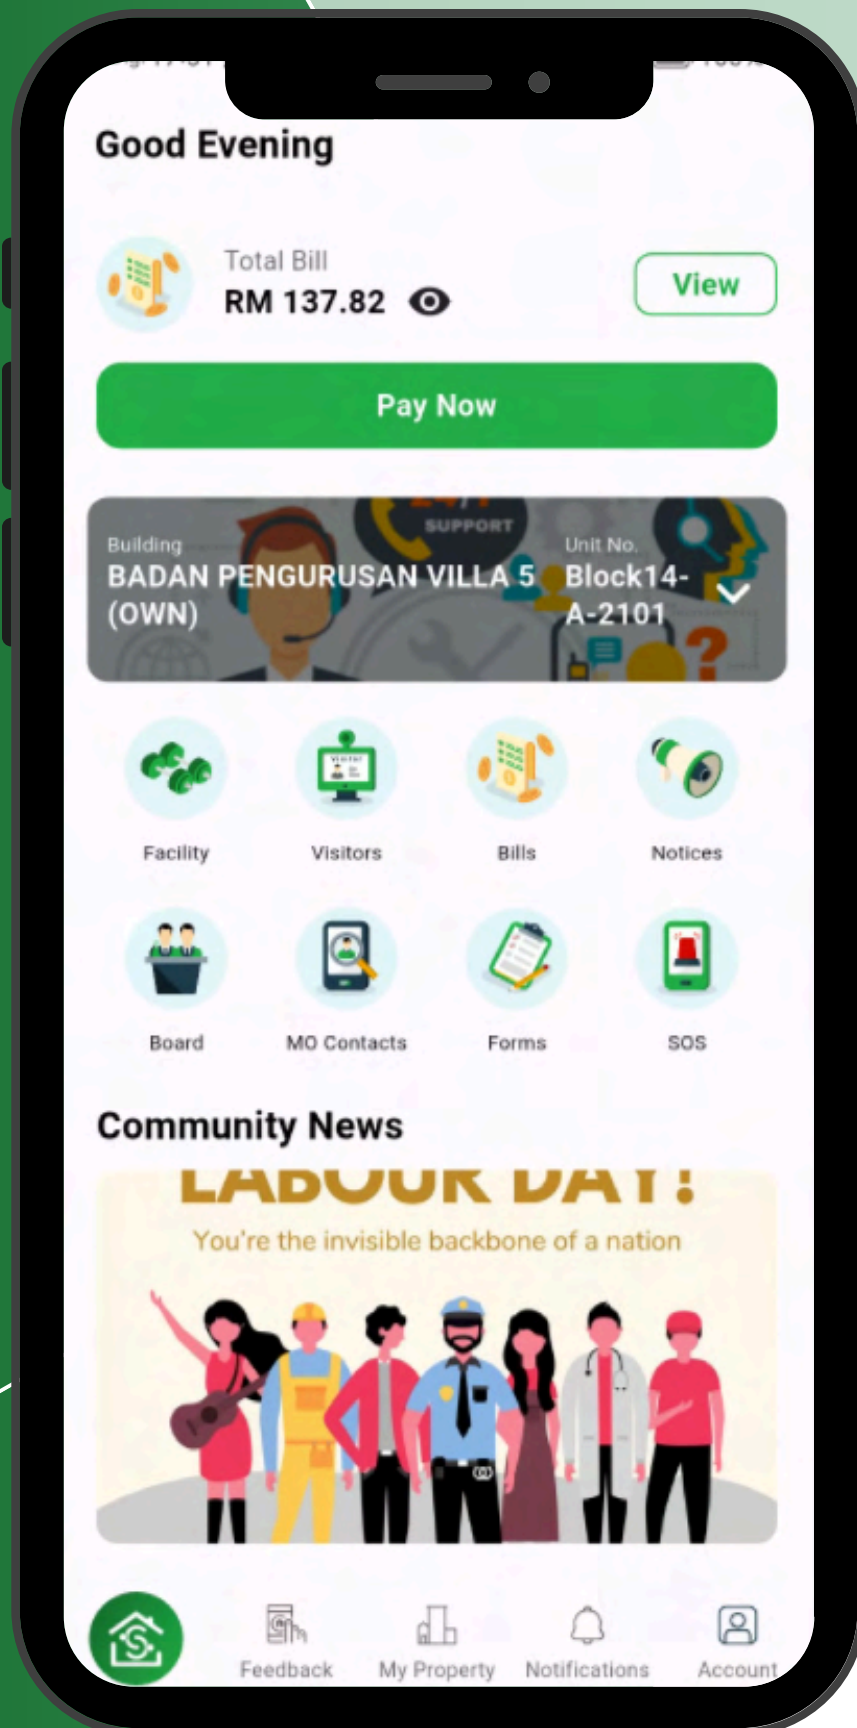 Good Evening
Total Bill
RM 137.82
View
Pay Now
SUPPORT
Building
BADAN PENGURUSAN VILLA 5
(OWN)
Unit No.
Block14-
A-2101
Facility
Visitors
Bills
Notices
Board
MO Contacts
Forms
SOS
Community News
LABOUR DAY!
You're the invisible backbone of a nation
Feedback
My Property
Notifications
Account